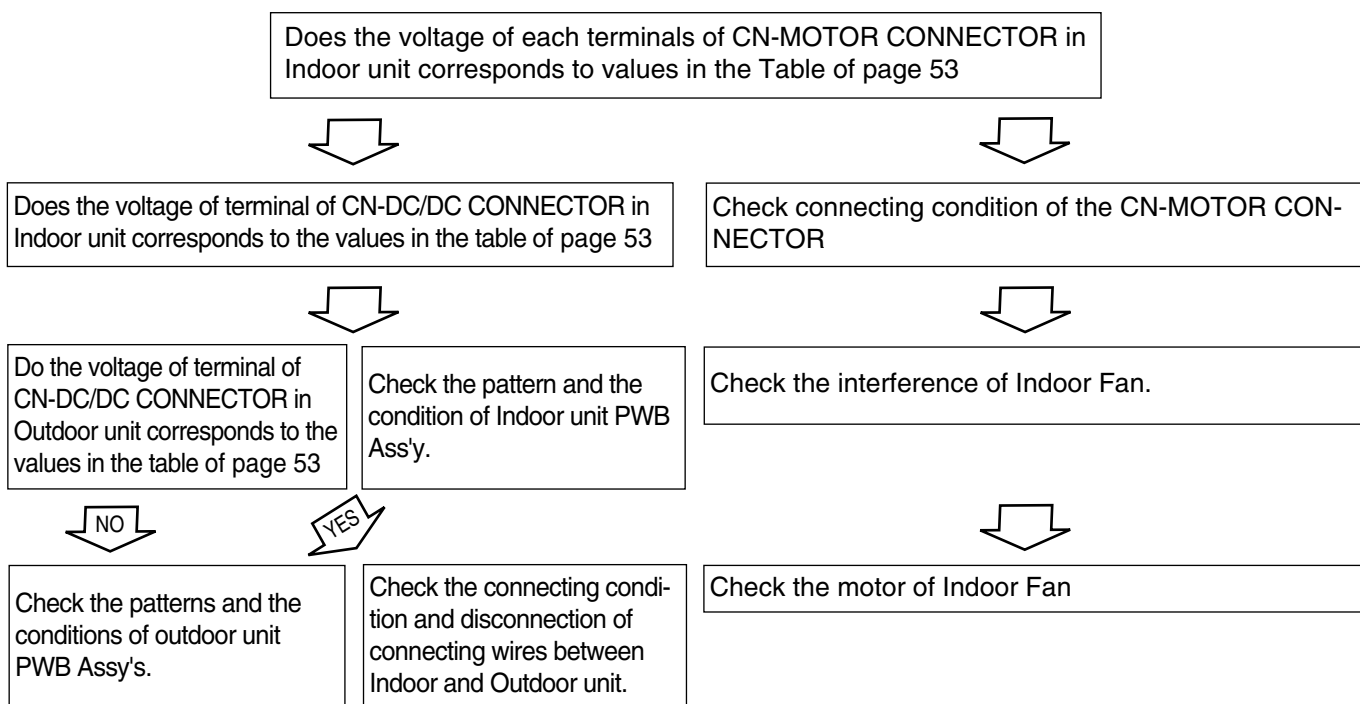 Does the voltage of each terminals of CN-MOTOR CONNECTOR in
Indoor unit corresponds to values in the Table of page 53
Does the voltage of terminal of CN-DC/DC CONNECTOR in
Indoor unit corresponds to the values in the table of page 53
Check connecting condition of the CN-MOTOR CON-
NECTOR
Do the voltage of terminal of
CN-DC/DC CONNECTOR in
Outdoor unit corresponds to the
values in the table of page 53
Check the pattern and the
condition of Indoor unit PWB
Ass'y.
Check the interference of Indoor Fan.
NO
YES
Check the patterns and the
conditions of outdoor unit
PWB Assy's.
Check the connecting condi-
tion and disconnection of
connecting wires between
Indoor and Outdoor unit.
Check the motor of Indoor Fan